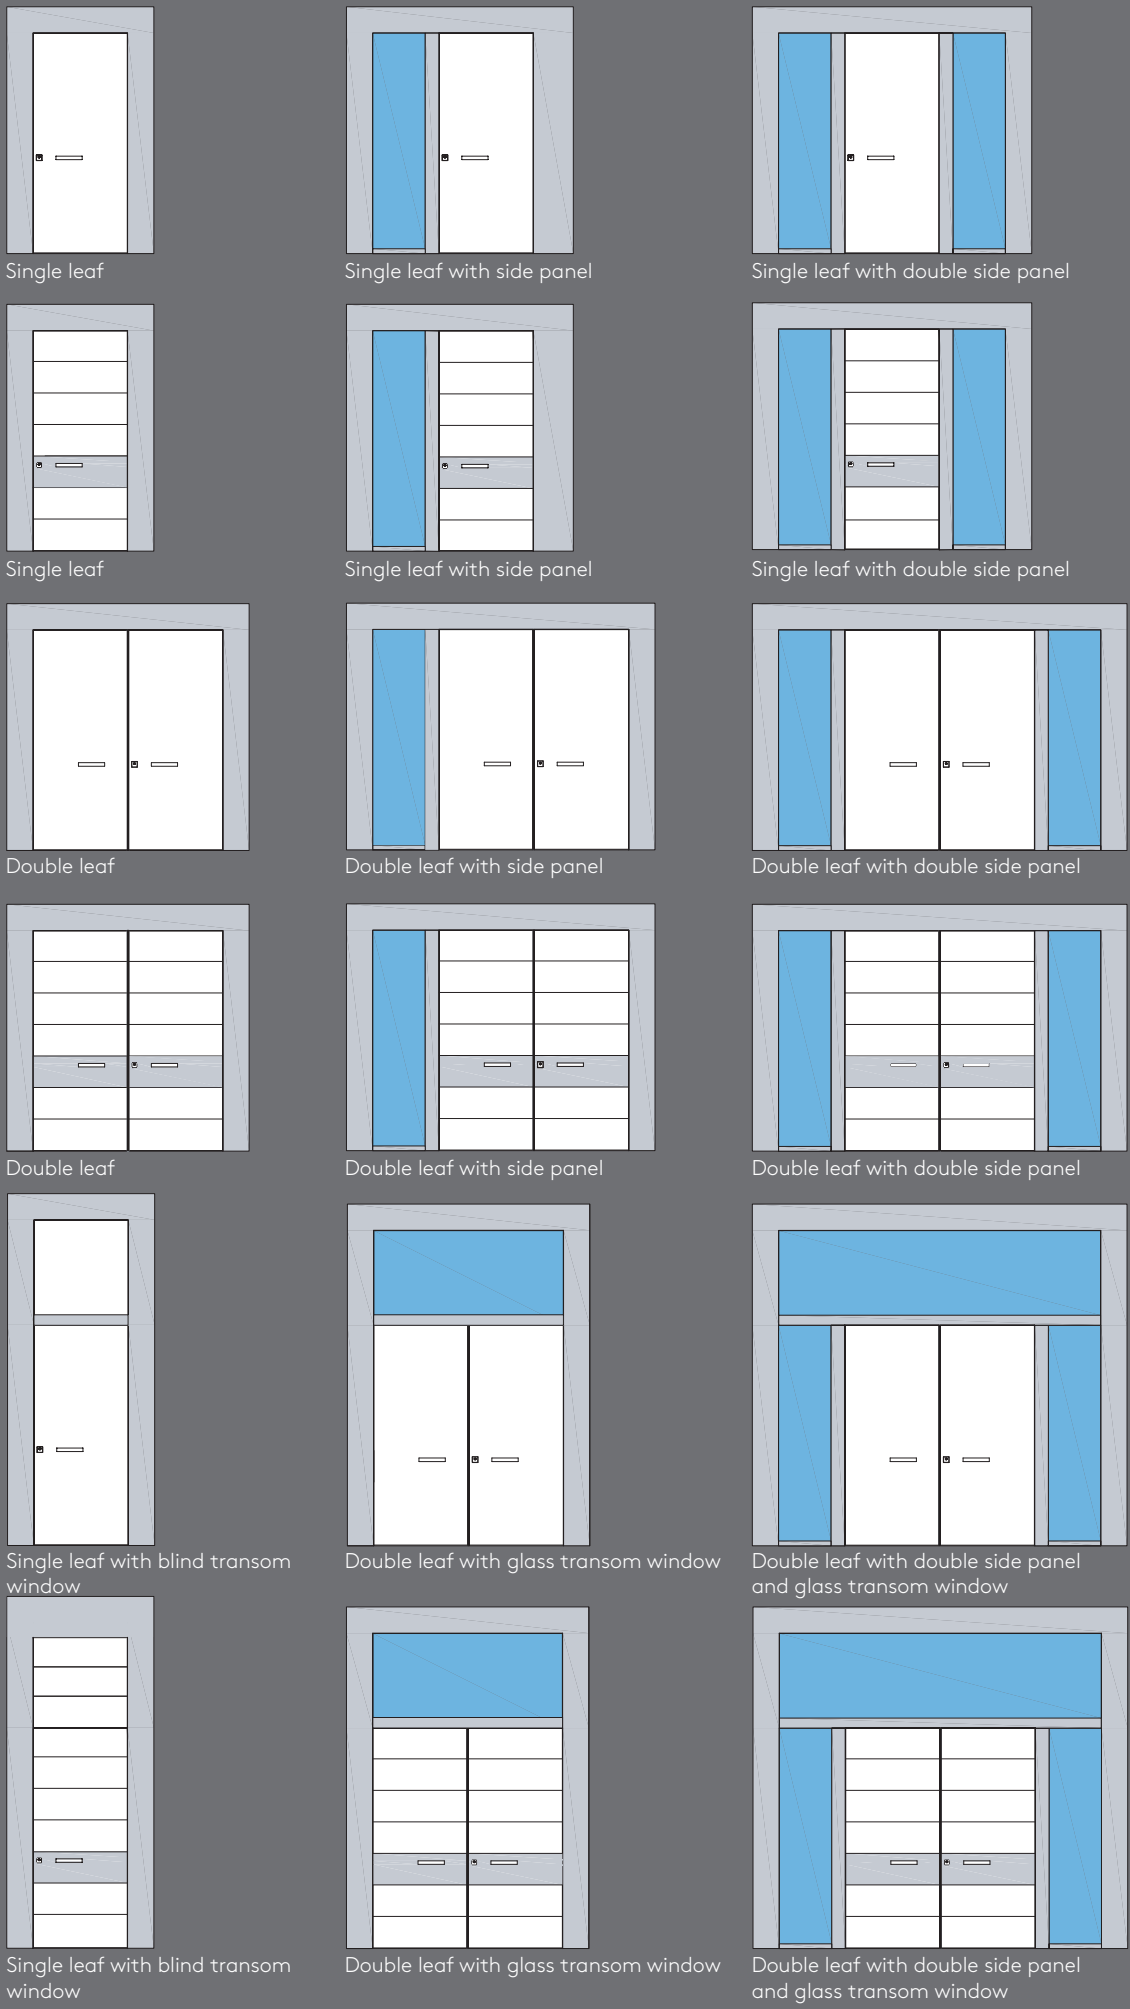 Single leaf
Single leaf with side panel
Single leaf with double side panel
Single leaf
Single leaf with side panel
Single leaf with double side panel
Double leaf
Double leaf with side panel
Double leaf with double side panel
Double leaf
Double leaf with side panel
Double leaf with double side panel
Single leaf with blind transom
window
Double leaf with glass transom window
Double leaf with double side panel
and glass transom window
Single leaf with blind transom
window
Double leaf with glass transom window
Double leaf with double side panel
and glass transom window